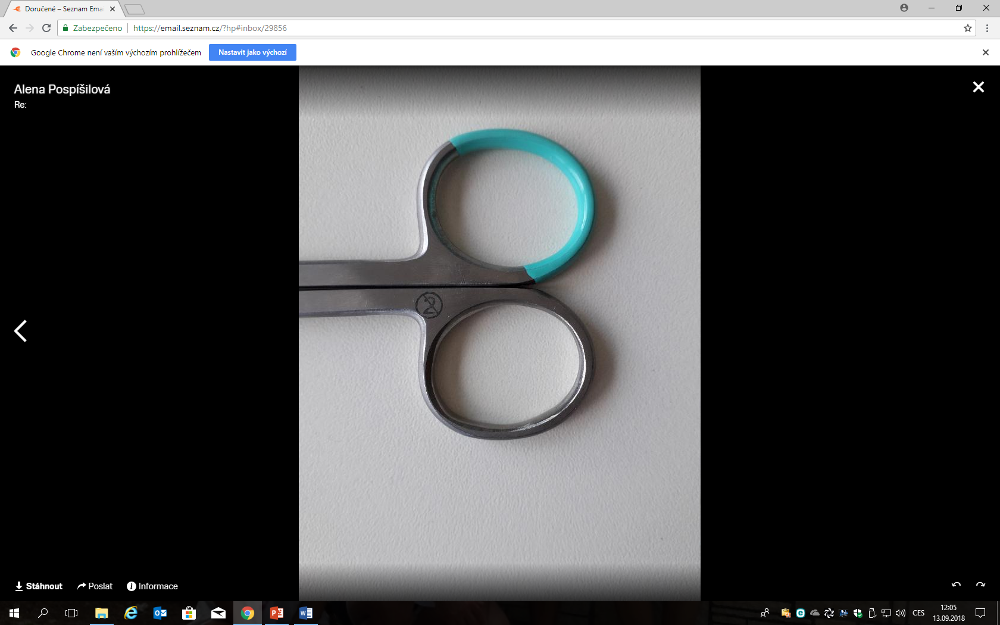 Doručené – Seznam Ema
Zabezpečeno
https://email.seznam.cz/?hp#inbox/29856
Google Chrome není vaším výchozím prohlížečem
Nastavit jako výchozí
Alena Pospíšilová
Re:
2
Stáhnout
Poslat
Informace
CES
12:05
13.09.2018